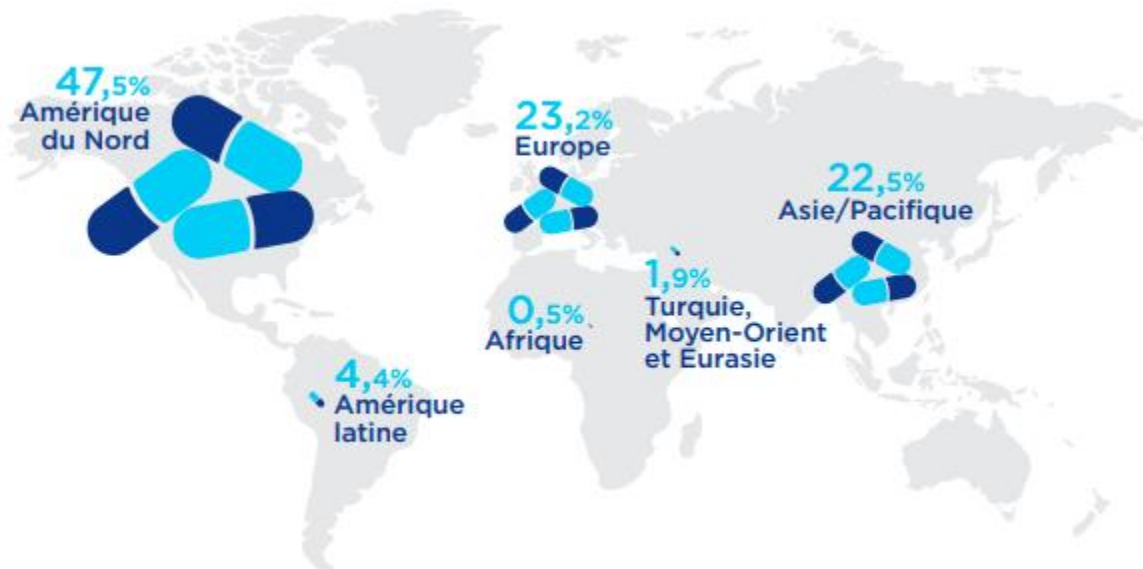 47,5%
Amérique
du Nord
23,2%
Europe
22,5%
Asie/Pacifique
1,9%
Turquie,
Moyen-Orient
et Eurasie
0,5%
Afrique
4,4%
Amérique
latine